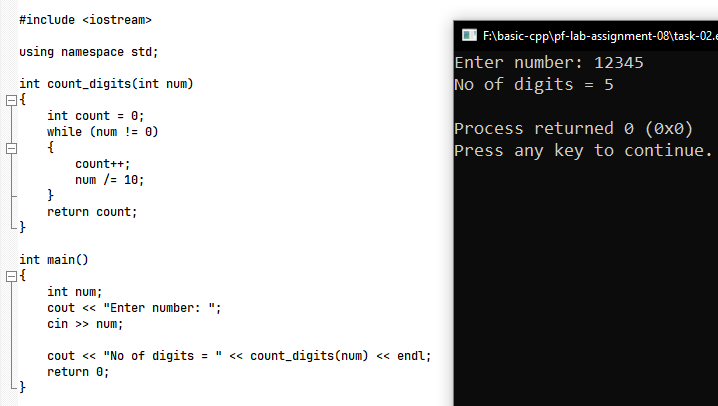 #include <iostream>
using namespace std;
int count_digits(int num)
{
int count = 0;
while (num != 0)
{
count++;
num /= 10;
}
return count;
}
int main()
{
int num;
cout << "Enter number: ";
cin >> num;
cout << "No of digits = " << count_digits(num) << endl;
return 0;
}
F:\basic-cpp\pf-lab-assignment-08\task-02.e
Enter number: 12345
No of digits = 5
Process returned 0 (0x0)
Press any key to continue.